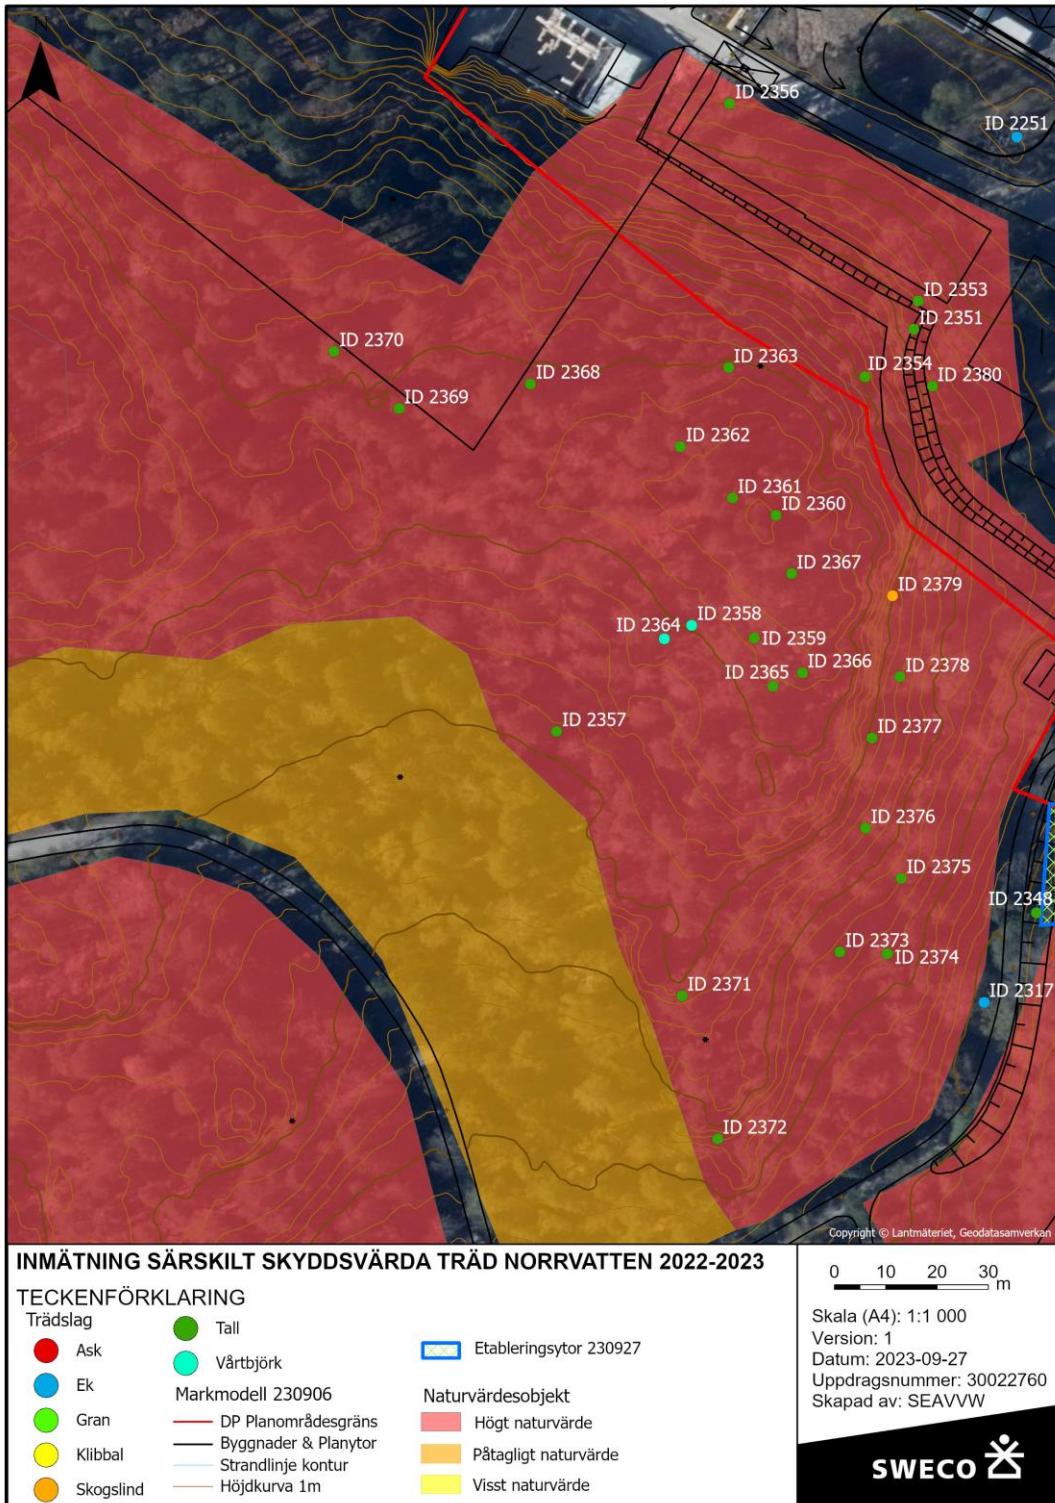 N
ID 2356
ID 2251
ID 2353
ID 2351
ID 2370
ID 2363
ID 2354
ID 2368
ID 2380
ID 2369
ID 2362
ID 2361
ID 2360
ID 2367
ID 2379
ID 2358
ID 2364
ID 2359
ID 2366
ID 2365
ID 2378
ID 2357
ID 2377
ID 2376
ID 2375
ID 2348
ID 2373
ID 2374
ID 2371
ID 2317
ID 2372
Copyright © Lantmäteriet, Geodatasamverkan
INMÄTNING SÄRSKILT SKYDDSVÄRDA TRÄD NORRVATTEN 2022-2023
TECKENFÖRKLARING
Trädslag
Ask
Ek
Gran
Klibbal
Skogslind
Tall
Vårtbjörk
Markmodell 230906
DP Planområdesgräns
Byggnader & Planytor
Strandlinje kontur
Höjdkurva 1m
Etableringsytor 230927
Naturvärdesobjekt
Högt naturvärde
Påtagligt naturvärde
Visst naturvärde
0 10 20 30
m
Skala (A4): 1:1 000
Version: 1
Datum: 2023-09-27
Uppdragsnummer: 30022760
Skapad av: SEAVVW
SWECO